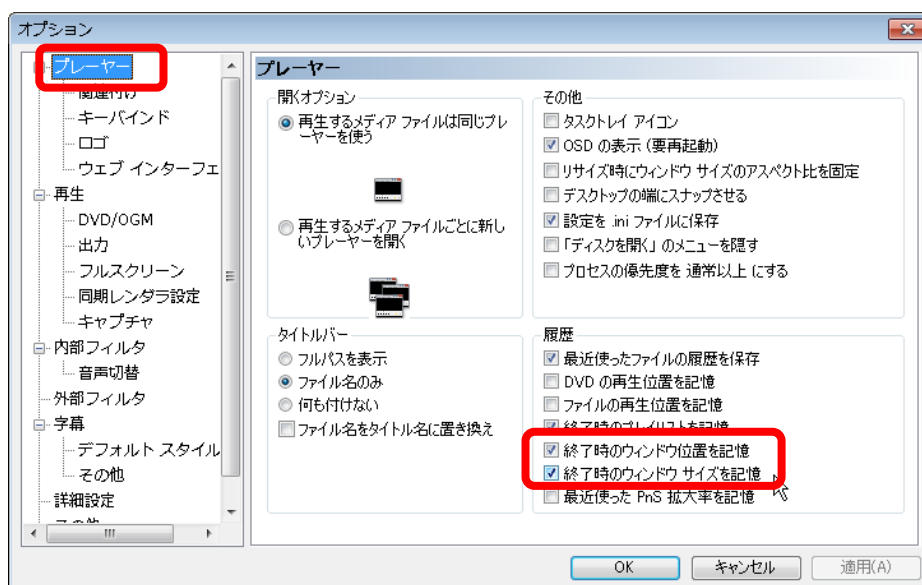 オプション
プレーヤー
関連付け
キーバインド
ロゴ
ウェブ インターフェ
再生
DVD/OGM
出力
フルスクリーン
同期レンダラ設定
キャプチャ
内部フィルタ
音声切替
外部フィルタ
字幕
デフォルト スタイル
その他
詳細設定
その他
プレーヤー
開くオプション
再生するメディア ファイルは同じプレ
ーヤーを使う
再生するメディア ファイルごとに新し
いプレーヤーを開く
その他
タスクトレイ アイコン
OSD の表示 (要再起動)
リサイズ時にウィンドウ サイズのアスペクト比を固定
デスクトップの端にスナップさせる
設定を .ini ファイルに保存
「ディスクを開く」のメニューを隠す
プロセスの優先度を 通常以上 にする
タイトルバー
フルパスを表示
ファイル名のみ
何も付けない
ファイル名をタイトル名に置き換え
履歴
最近使ったファイルの履歴を保存
DVD の再生位置を記憶
ファイルの再生位置を記憶
終了時のプレイリストを記憶
終了時のウィンドウ位置を記憶
終了時のウィンドウ サイズを記憶
最近使った PnS 拡大率を記憶
OK
キャンセル
適用(A)